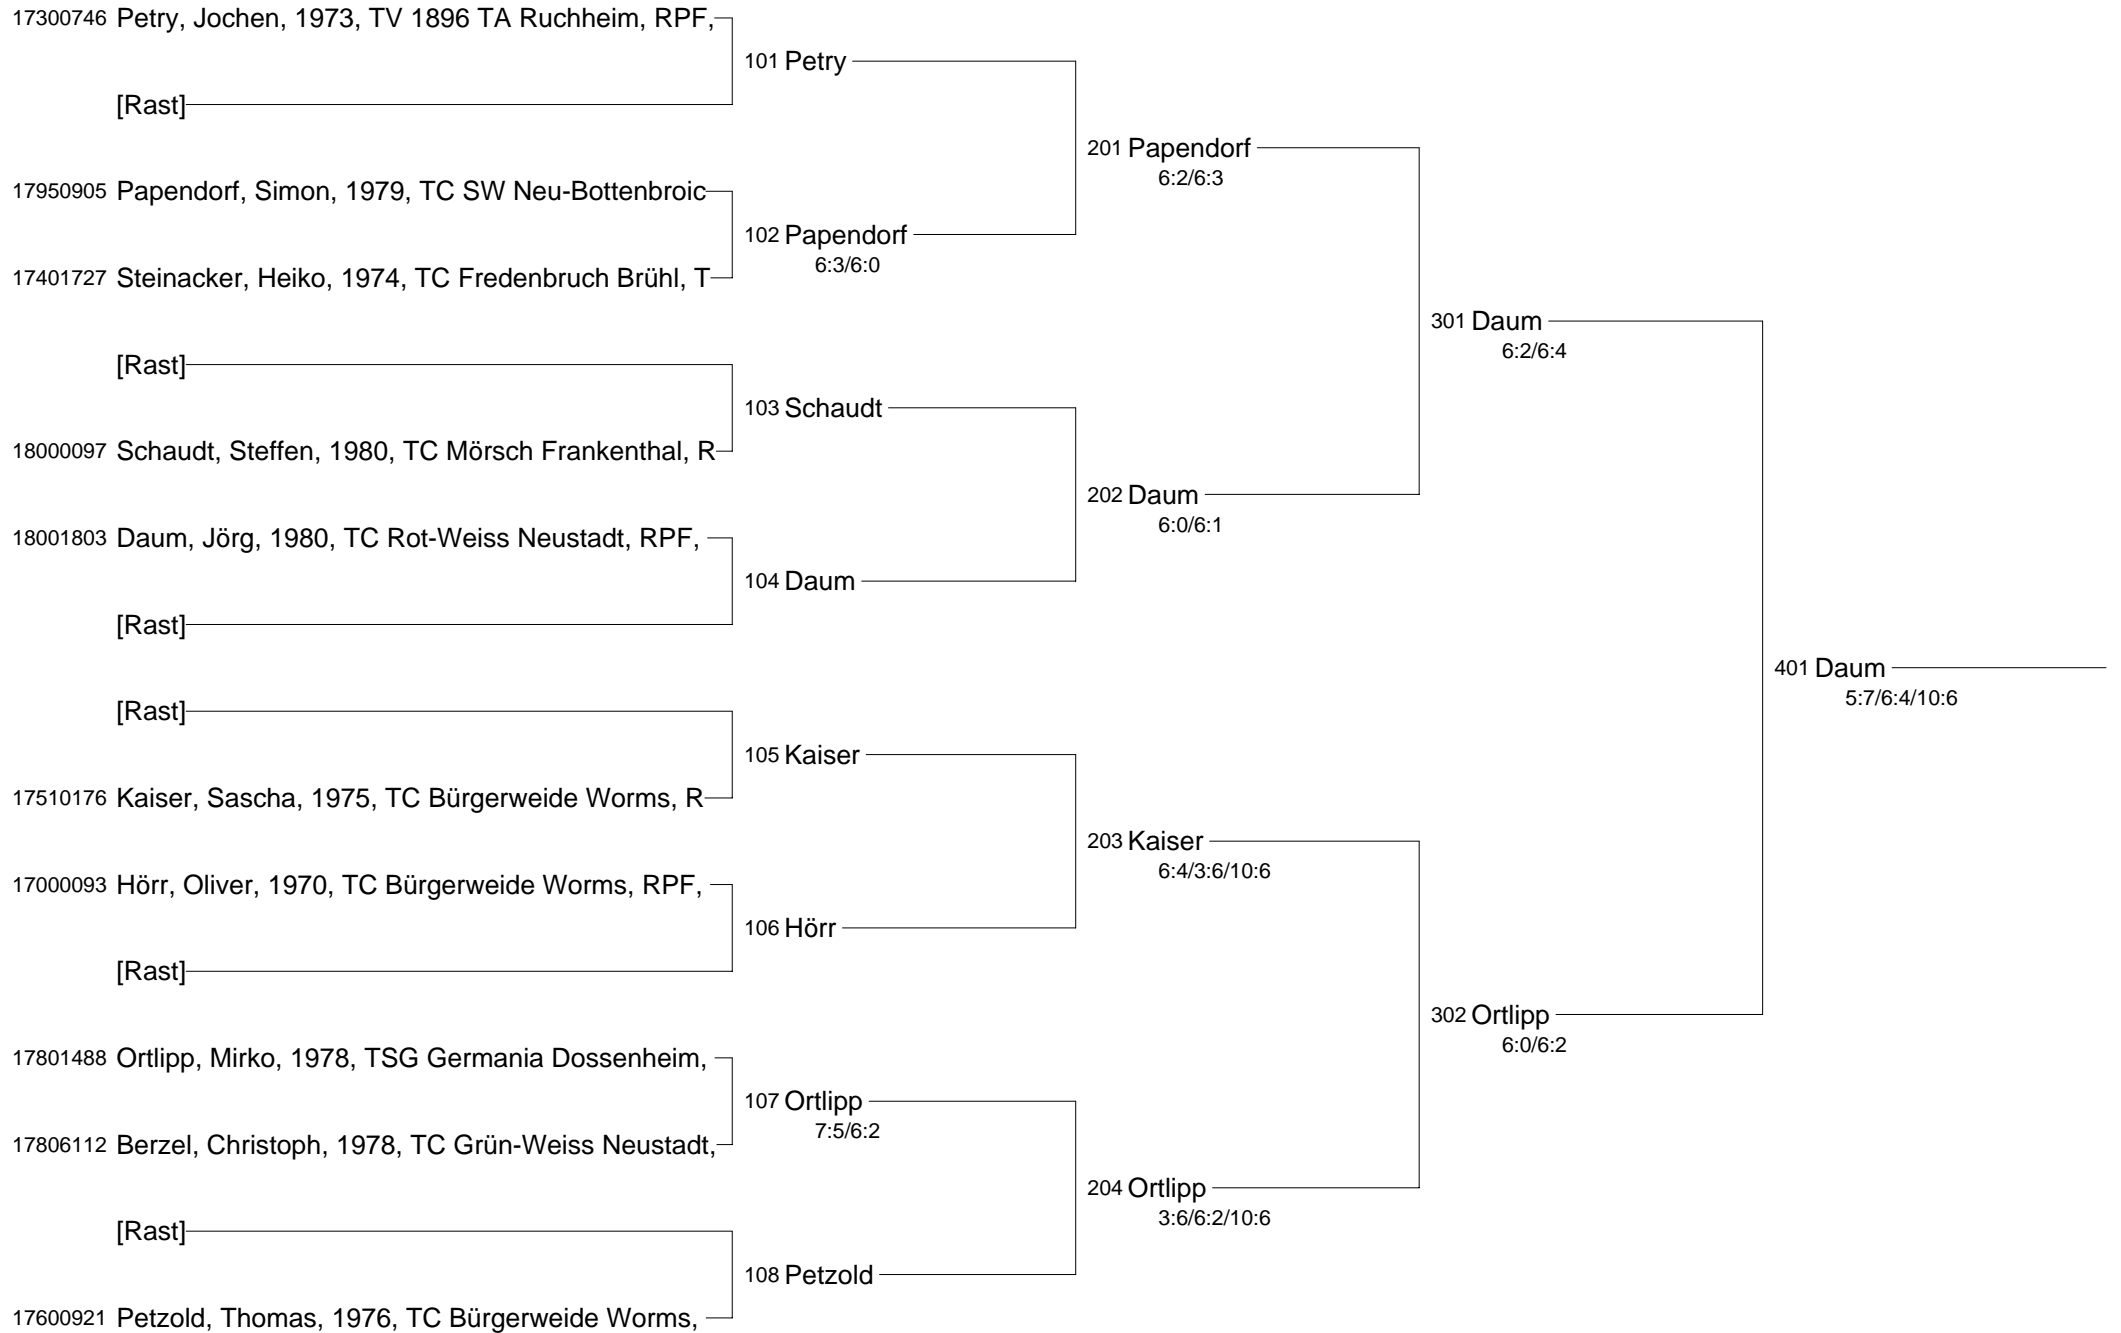 17300746 Petry, Jochen, 1973, TV 1896 TA Ruchheim, RPF,
101 Petry
[Rast]
201 Papendorf
6:2/6:3
17950905 Papendorf, Simon, 1979, TC SW Neu-Bottenbroic
102 Papendorf
6:3/6:0
17401727 Steinacker, Heiko, 1974, TC Fredenbruch Brühl, T
301 Daum
6:2/6:4
[Rast]
103 Schaudt
18000097 Schaudt, Steffen, 1980, TC Mörsch Frankenthal, R
202 Daum
6:0/6:1
18001803 Daum, Jörg, 1980, TC Rot-Weiss Neustadt, RPF,
104 Daum
[Rast]
401 Daum
5:7/6:4/10:6
[Rast]
105 Kaiser
17510176 Kaiser, Sascha, 1975, TC Bürgerweide Worms, R
203 Kaiser
6:4/3:6/10:6
17000093 Hörr, Oliver, 1970, TC Bürgerweide Worms, RPF,
106 Hörr
[Rast]
302 Ortlipp
6:0/6:2
17801488 Ortlipp, Mirko, 1978, TSG Germania Dossenheim,
107 Ortlipp
7:5/6:2
17806112 Berzel, Christoph, 1978, TC Grün-Weiss Neustadt,
204 Ortlipp
3:6/6:2/10:6
[Rast]
108 Petzold
17600921 Petzold, Thomas, 1976, TC Bürgerweide Worms,